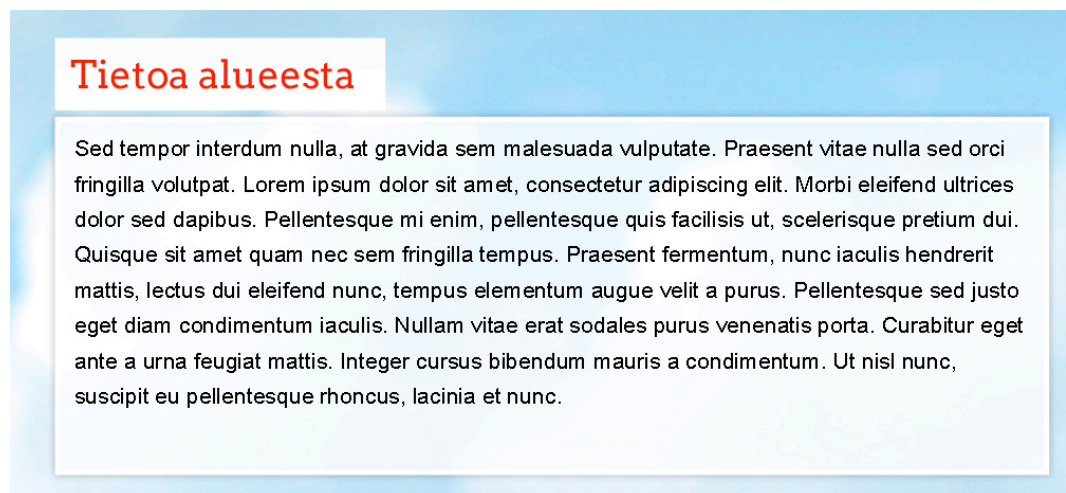 Tietoa alueesta
Sed tempor interdum nulla, at gravida sem malesuada vulputate. Praesent vitae nulla sed orci
fringilla volutpat. Lorem ipsum dolor sit amet, consectetur adipiscing elit. Morbi eleifend ultrices
dolor sed dapibus. Pellentesque mi enim, pellentesque quis facilisis ut, scelerisque pretium dui.
Quisque sit amet quam nec sem fringilla tempus. Praesent fermentum, nunc iaculis hendrerit
mattis, lectus dui eleifend nunc, tempus elementum augue velit a purus. Pellentesque sed justo
eget diam condimentum iaculis. Nullam vitae erat sodales purus venenatis porta. Curabitur eget
ante a urna feugiat mattis. Integer cursus bibendum mauris a condimentum. Ut nisl nunc,
suscipit eu pellentesque rhoncus, lacinia et nunc.